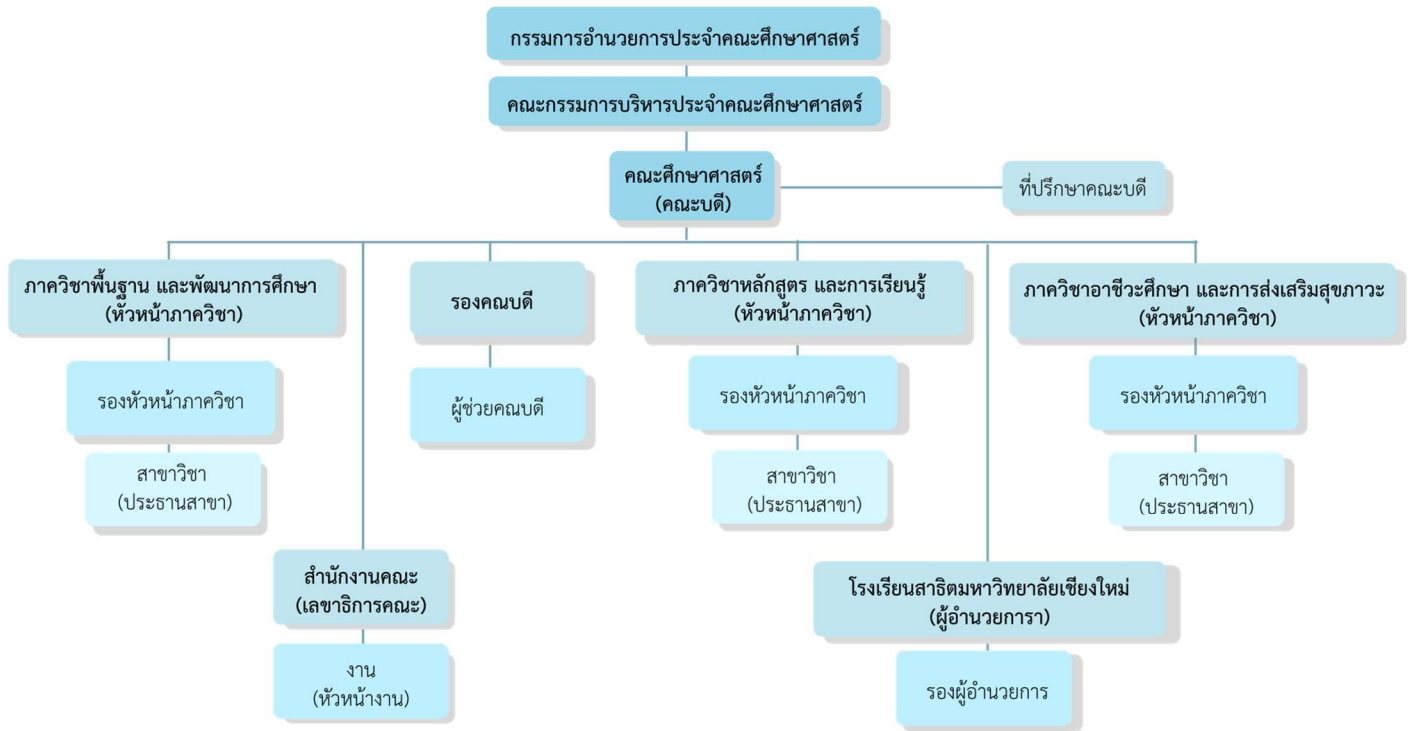 กรรมการอำนวยการประจำคณะศึกษาศาสตร์
คณะกรรมการบริหารประจำคณะศึกษาศาสตร์
คณะศึกษาศาสตร์
(คณะบดี)
ที่ปรึกษาคณะบดี
ภาควิชาพื้นฐาน และพัฒนาการศึกษา
(หัวหน้าภาควิชา)
รองหัวหน้าภาควิชา
สาขาวิชา
(ประธานสาขา)
สำนักงานคณะ
(เลขาธิการคณะ)
งาน
(หัวหน้างาน)
รองคณบดี
ผู้ช่วยคณบดี
ภาควิชาหลักสูตร และการเรียนรู้
(หัวหน้าภาควิชา)
รองหัวหน้าภาควิชา
สาขาวิชา
(ประธานสาขา)
โรงเรียนสาธิตมหาวิทยาลัยเชียงใหม่
(ผู้อำนวยการา)
รองผู้อำนวยการ
ภาควิชาอาชีวะศึกษา และการส่งเสริมสุขภาวะ
(หัวหน้าภาควิชา)
รองหัวหน้าภาควิชา
สาขาวิชา
(ประธานสาขา)